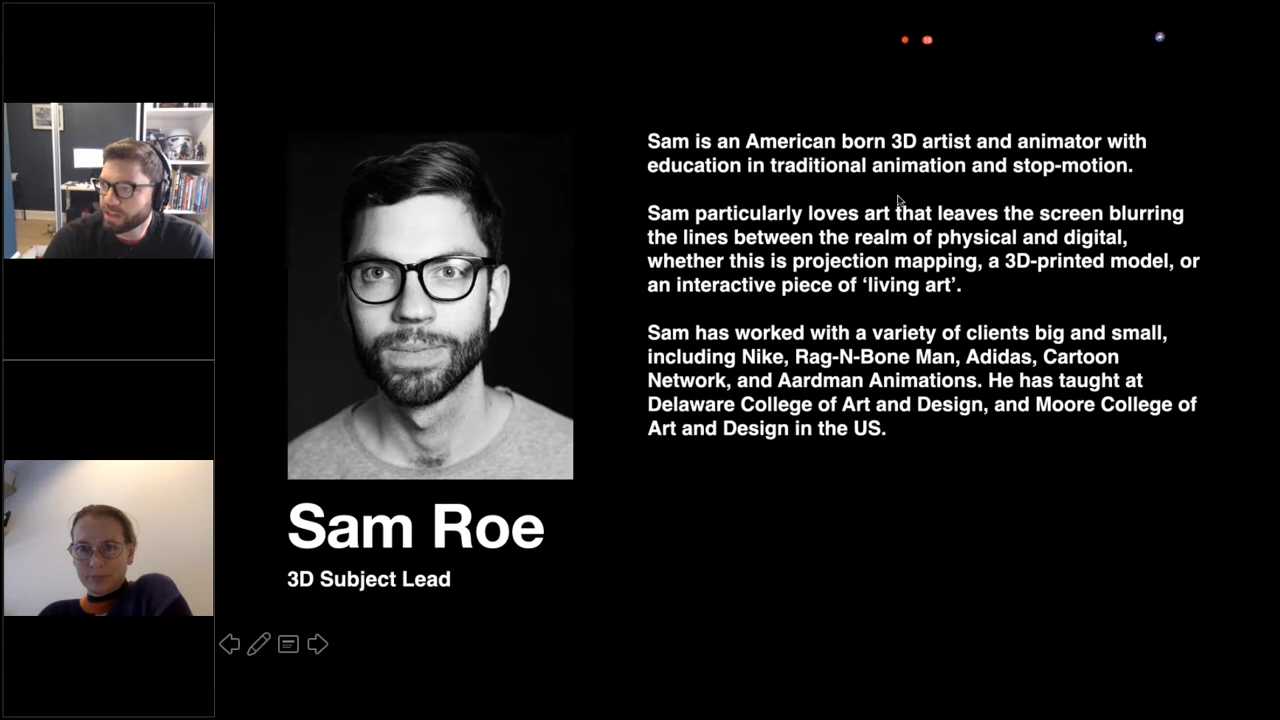 Sam is an American born 3D artist and animator with
education in traditional animation and stop-motion.
Sam particularly loves art that leaves the screen blurring
the lines between the realm of physical and digital,
whether this is projection mapping, a 3D-printed model, or
an interactive piece of ‘living art’.
Sam has worked with a variety of clients big and small,
including Nike, Rag-N-Bone Man, Adidas, Cartoon
Network, and Aardman Animations. He has taught at
Delaware College of Art and Design, and Moore College of
Art and Design in the US.
Sam Roe
3D Subject Lead